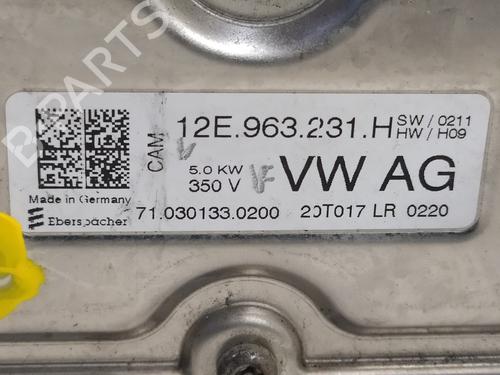 B-PARTS
CAM
12E.963.231.H SW / 0211
HW / H09
5.0 KW
350 V
VW AG
Made in Germany
Eberspächer
71.030133.0200 20T017 LR 0220